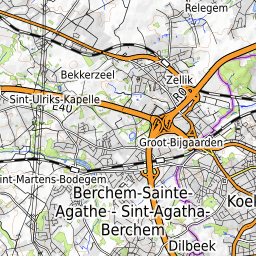 Relegem
Bekkerzeel
Zellik
R0
Sint-Ulriks-Kapelle
E40
Groot-Bijgaarden
int-Martens-Bodegem
Berchem-Sainte-
Agathe - Sint-Agatha-
Berchem
Koel
Dilbeek